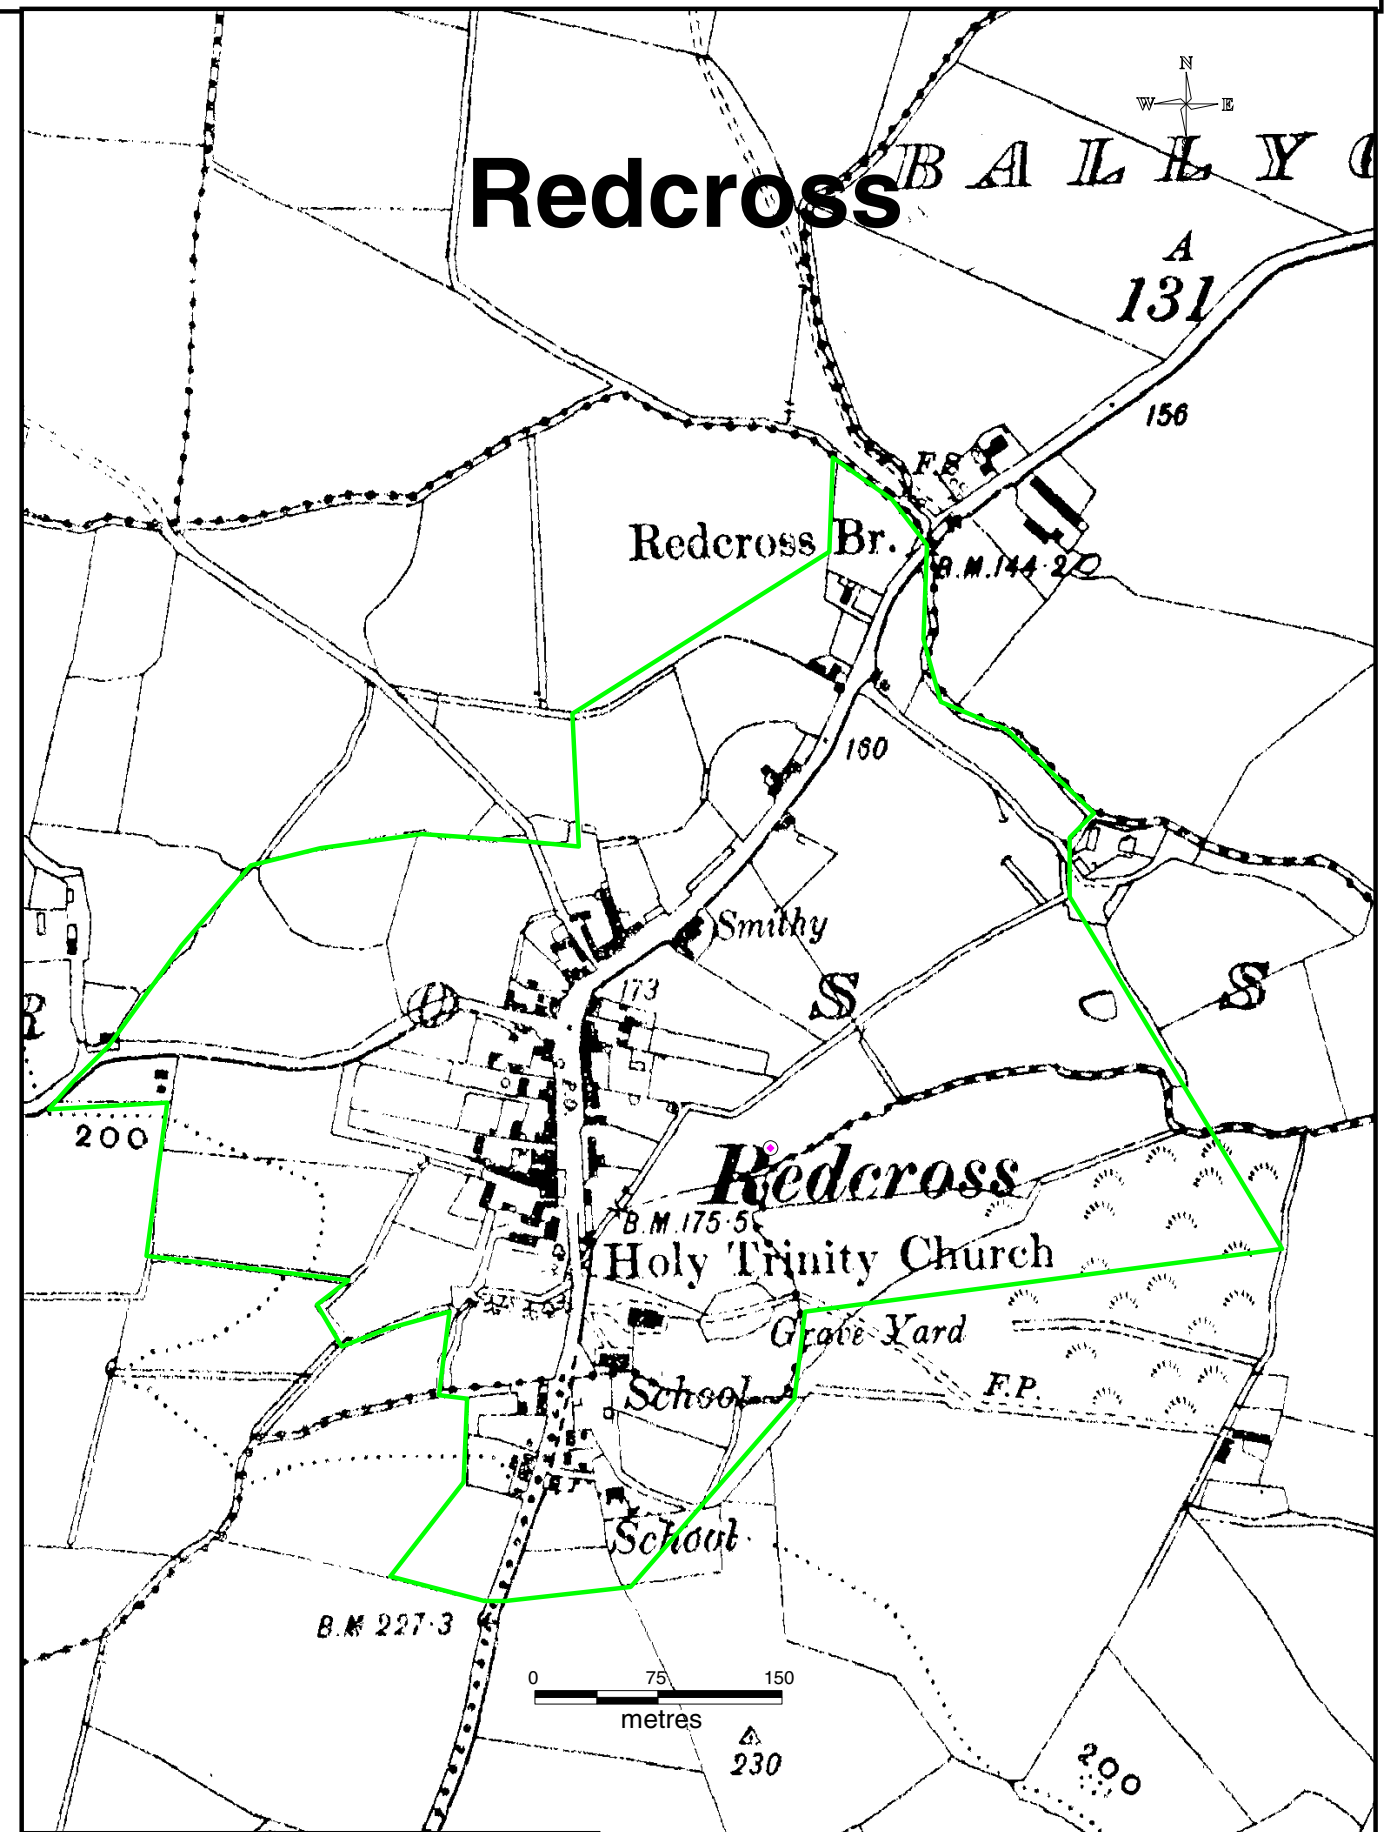 N
W E
BALLYC
Redcross
A
131
156
F.S
Redcross Br.
B.M.144·2
160
Smithy
173
S
S
R
P.O
200
Redcross
B.M.175·5
Holy Trinity Church
Grave Yard
School
F.P.
School
B.M 227·3
0 75 150
metres
230
200